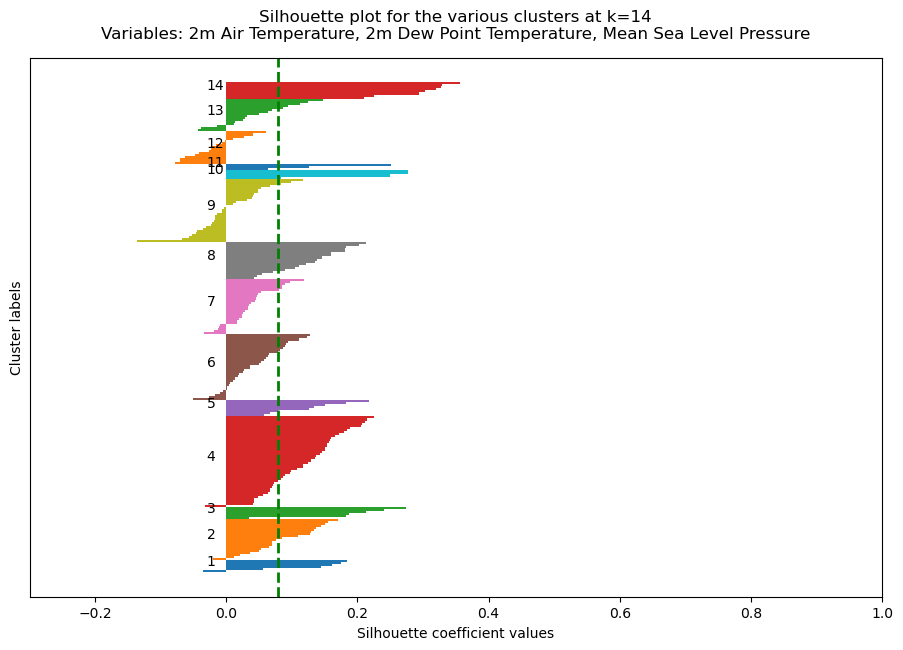 Silhouette plot for the various clusters at k=14
Variables: 2m Air Temperature, 2m Dew Point Temperature, Mean Sea Level Pressure
Cluster labels
14
13
12
11
10
9
8
7
6
5
4
3
2
1
−0.2 0.0 0.2 0.4 0.6 0.8 1.0
Silhouette coefficient values